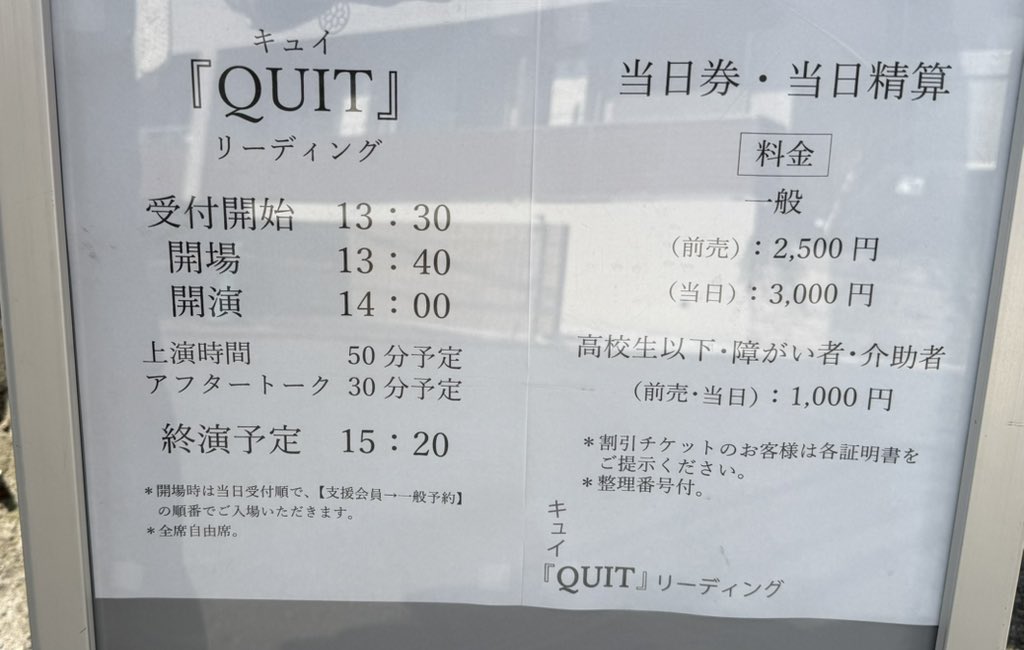 キュイ
『QUIT』
リーディング
受付開始 13：30
開場 13：40
開演 14：00
上演時間 50分予定
アフタートーク 30分予定
終演予定 15：20
＊開場時は当日受付順で、【支援会員→一般予約】
の順番でご入場いただきます。
＊全席自由席。
当日券・当日精算
料金
一般
（前売）：2,500円
（当日）：3,000円
高校生以下・障がい者・介助者
（前売・当日）：1,000円
＊割引チケットのお客様は各証明書を
ご提示ください。
＊整理番号付。
キュイ
『QUIT』リーディング